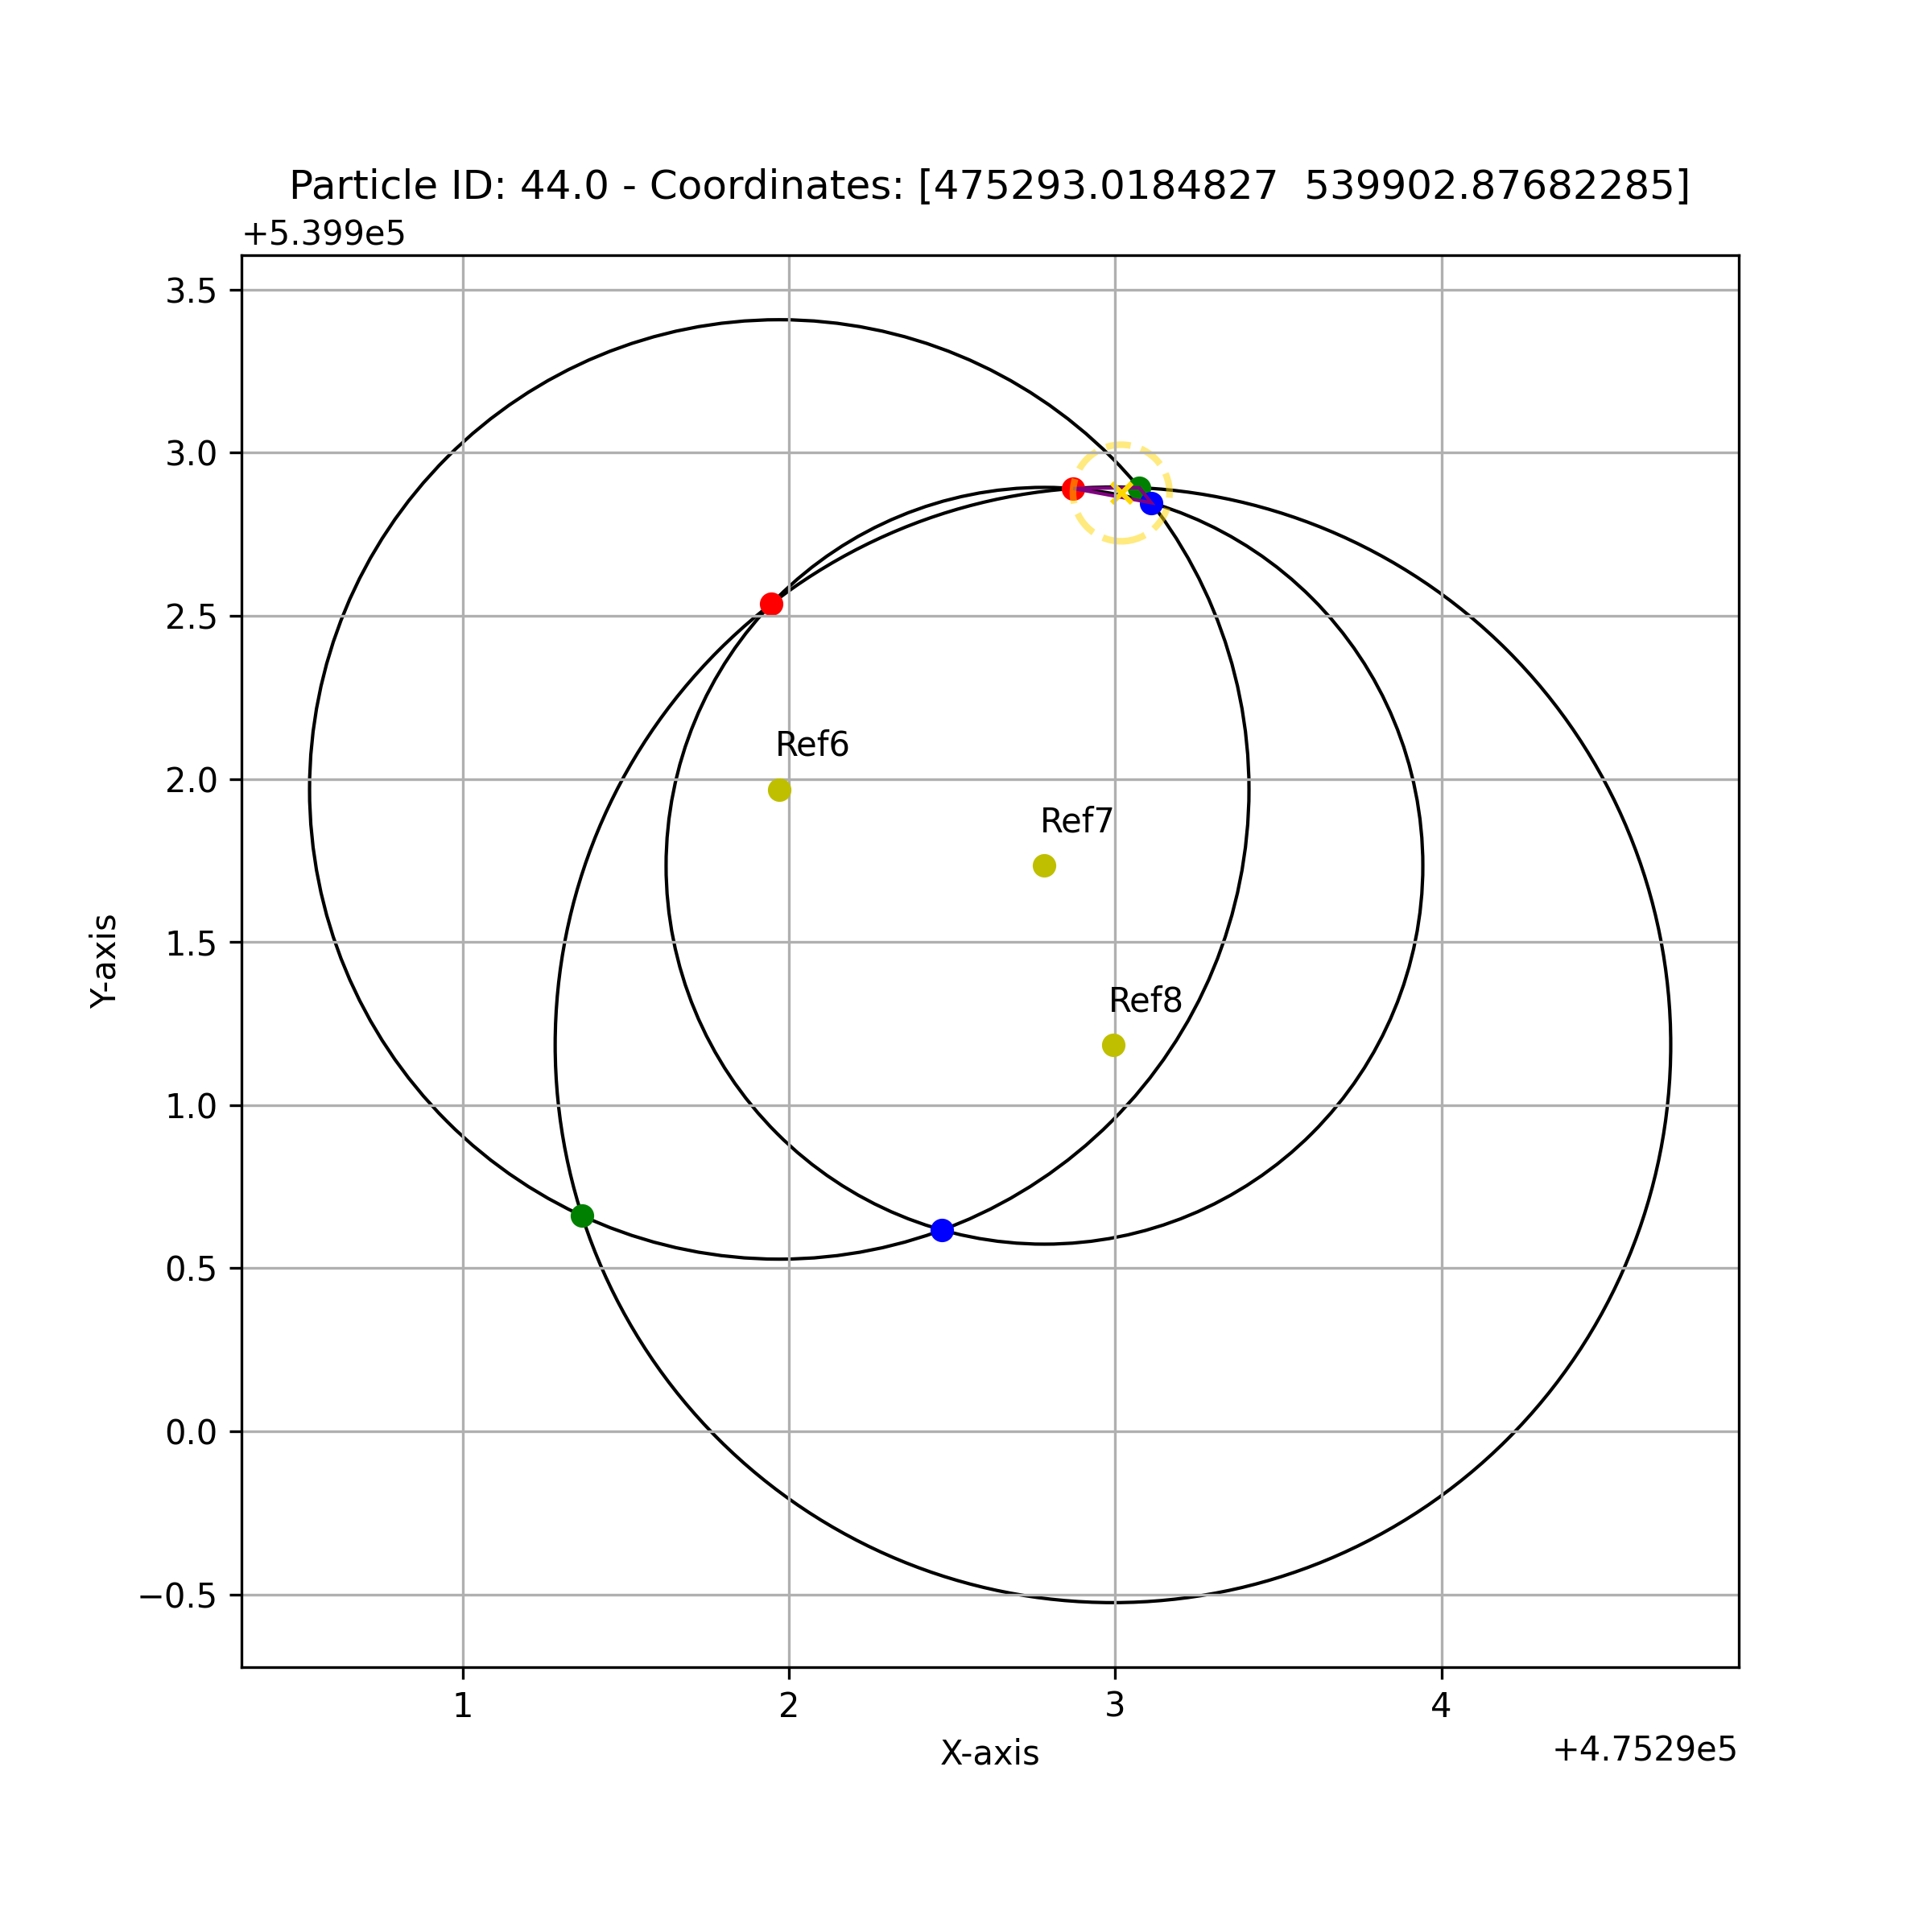 Particle ID: 44.0 - Coordinates: [475293.0184827  539902.87682285]
+5.399e5
3.5
3.0
2.5
2.0
1.5
1.0
0.5
0.0
−0.5
Y-axis
Ref6
Ref7
Ref8
1 2 3 4
X-axis
+4.7529e5